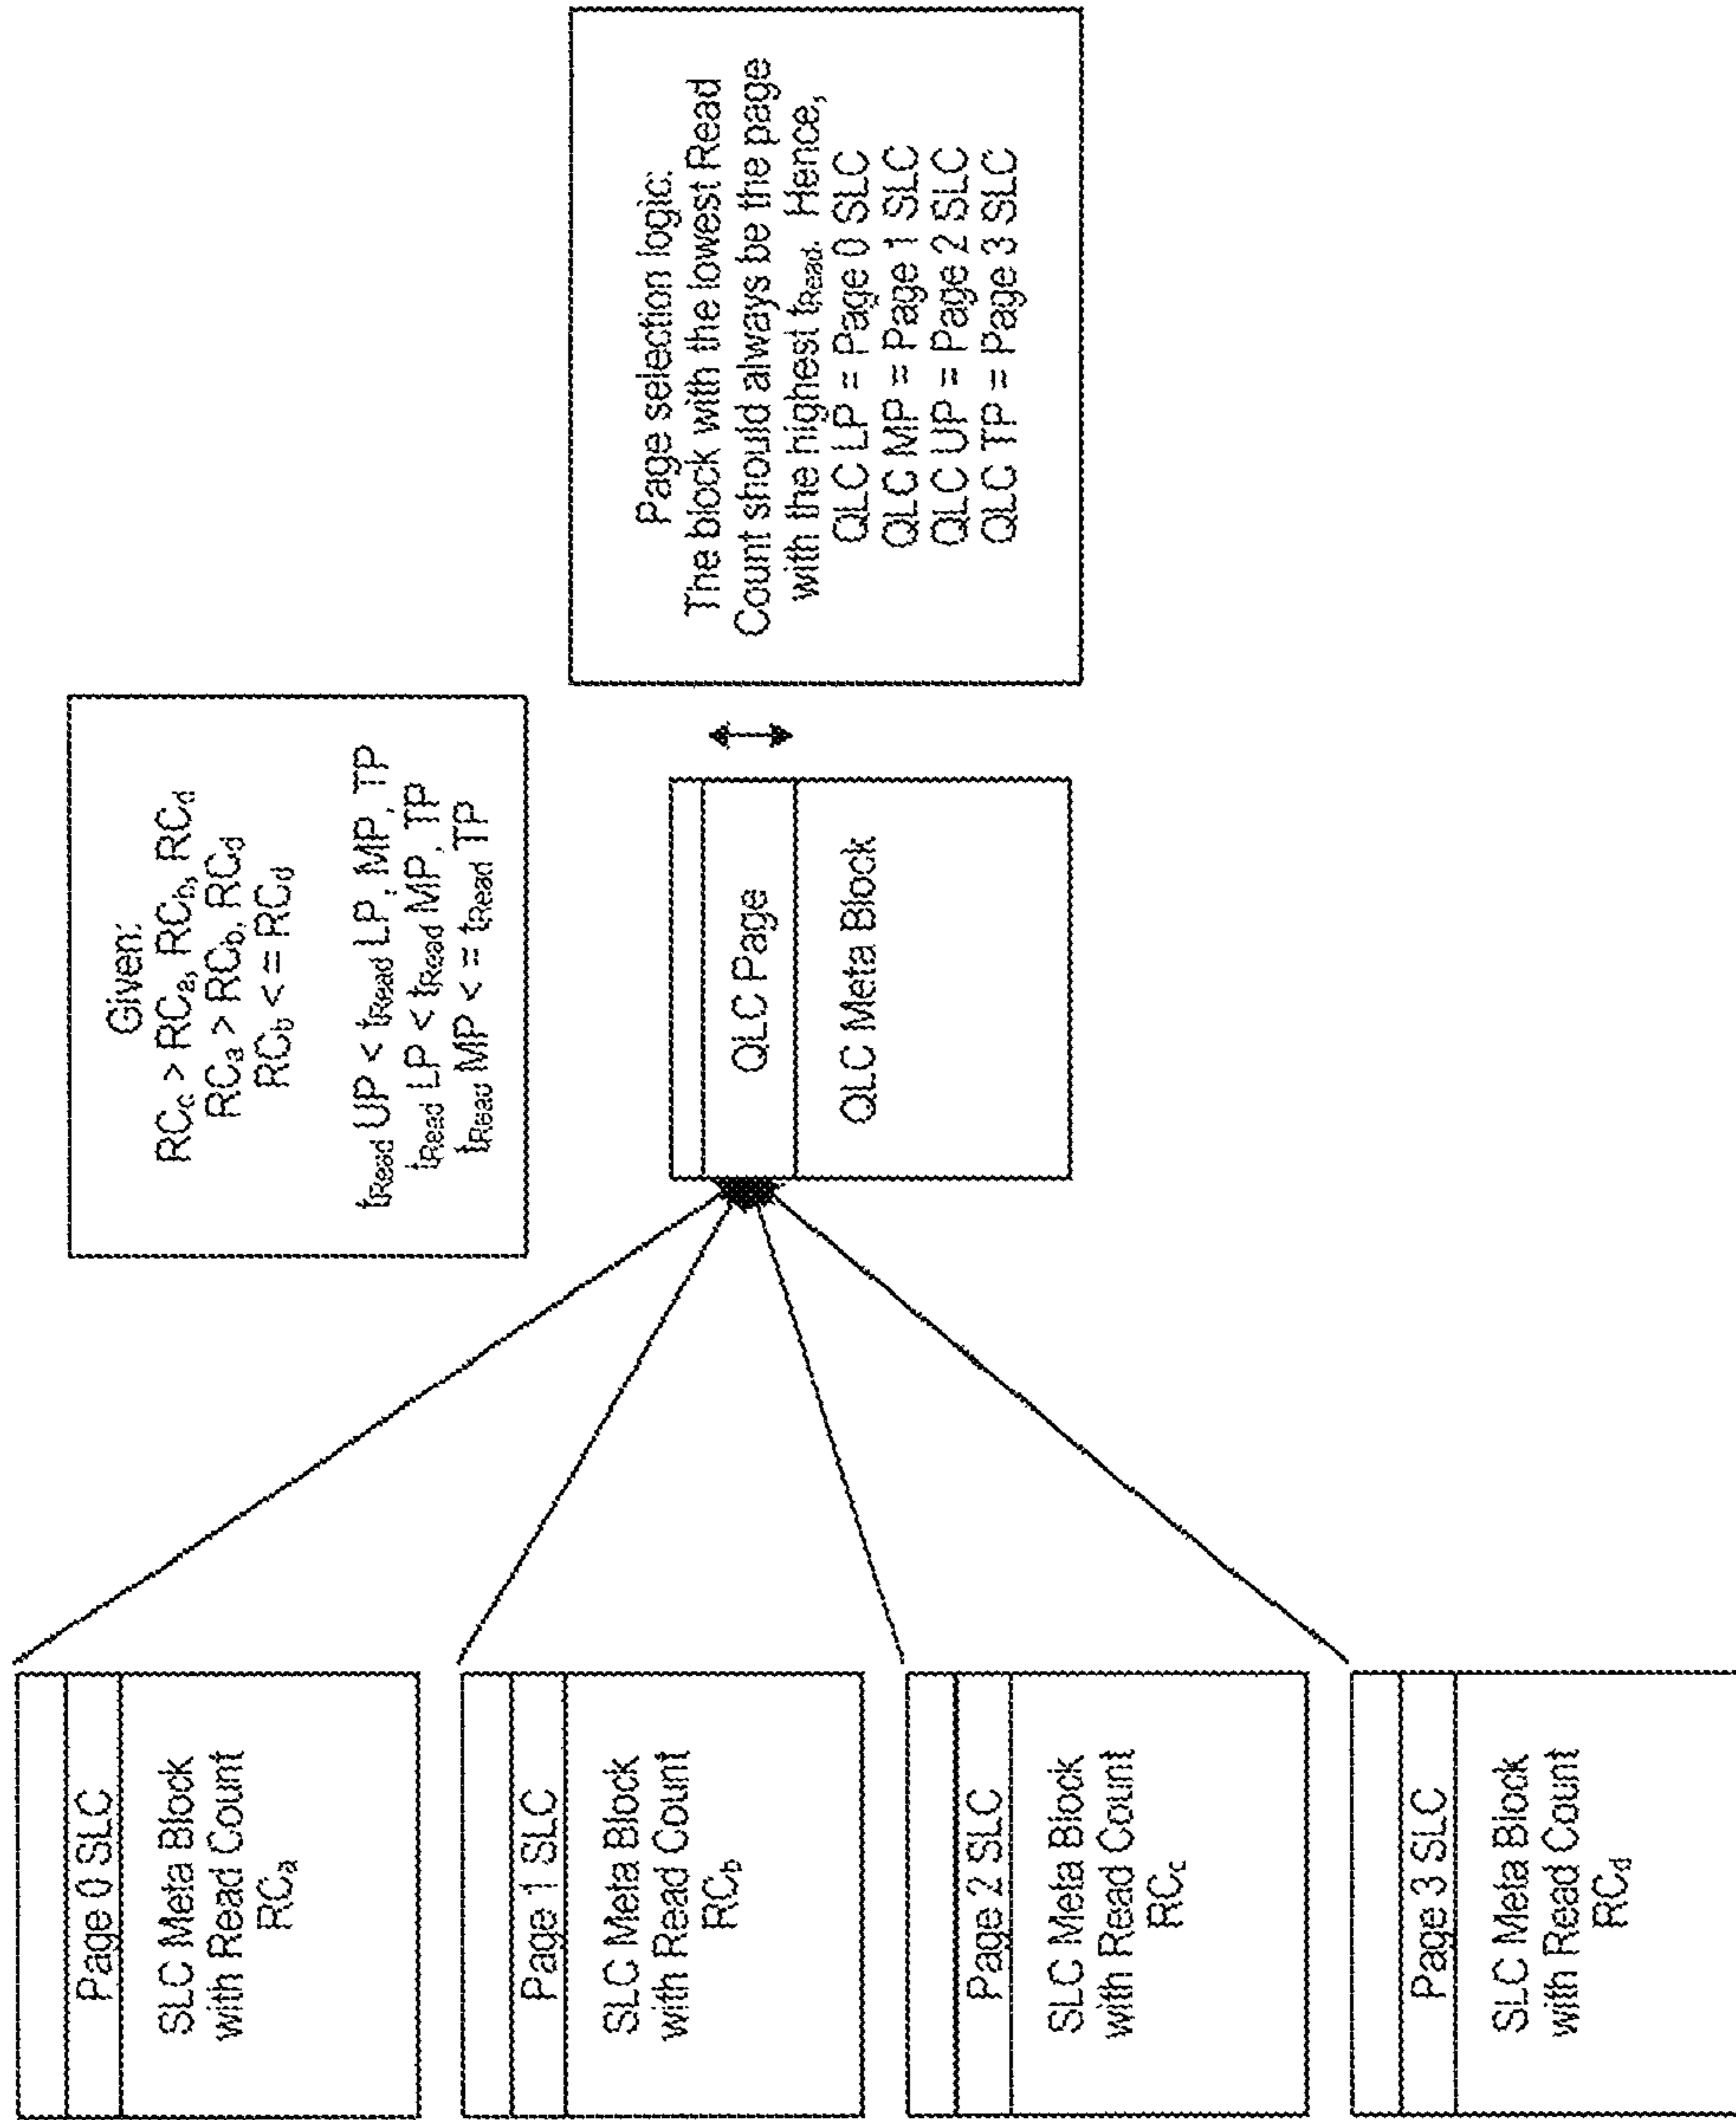 Page 0 SLC
SLC Meta Block
with Read Count
RCa
Page 1 SLC
SLC Meta Block
with Read Count
RCb
Page 2 SLC
SLC Meta Block
with Read Count
RCc
Page 3 SLC
SLC Meta Block
with Read Count
RCd
QLC Page
QLC Meta Block
Given:
RCc > RCa, RCb, RCd
RCa > RCb, RCd
RCb < = RCd
tRead UP < tRead LP, MP, TP
tRead LP < tRead MP, TP
tRead MP < = tRead TP
Page selection logic:
The block with the lowest Read
Count should always be the page
with the highest tRead. Hence,
QLC LP = Page 0 SLC
QLC MP = Page 1 SLC
QLC UP = Page 2 SLC
QLC TP = Page 3 SLC